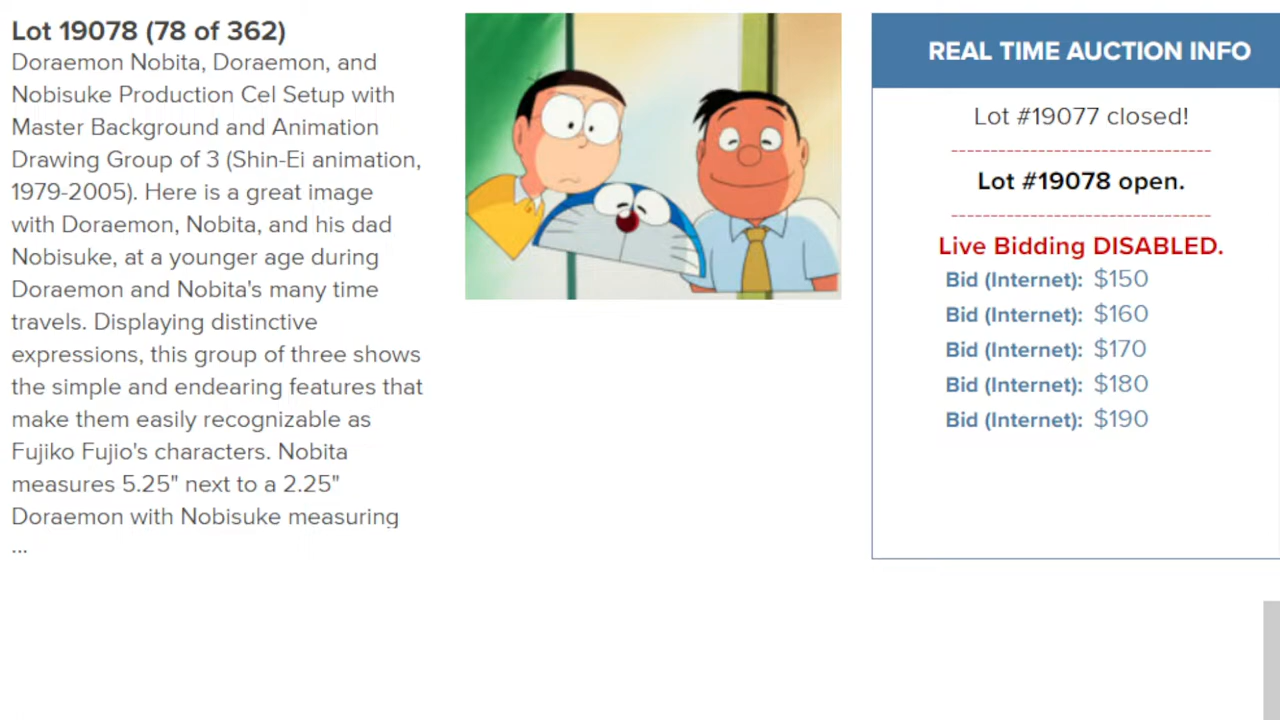 Lot 19078 (78 of 362)
Doraemon Nobita, Doraemon, and
Nobisuke Production Cel Setup with
Master Background and Animation
Drawing Group of 3 (Shin-Ei animation,
1979-2005). Here is a great image
with Doraemon, Nobita, and his dad
Nobisuke, at a younger age during
Doraemon and Nobita's many time
travels. Displaying distinctive
expressions, this group of three shows
the simple and endearing features that
make them easily recognizable as
Fujiko Fujio's characters. Nobita
measures 5.25" next to a 2.25"
Doraemon with Nobisuke measuring
...
REAL TIME AUCTION INFO
Lot #19077 closed!
--------------------------------
Lot #19078 open.
--------------------------------
Live Bidding DISABLED.
Bid (Internet): $150
Bid (Internet): $160
Bid (Internet): $170
Bid (Internet): $180
Bid (Internet): $190